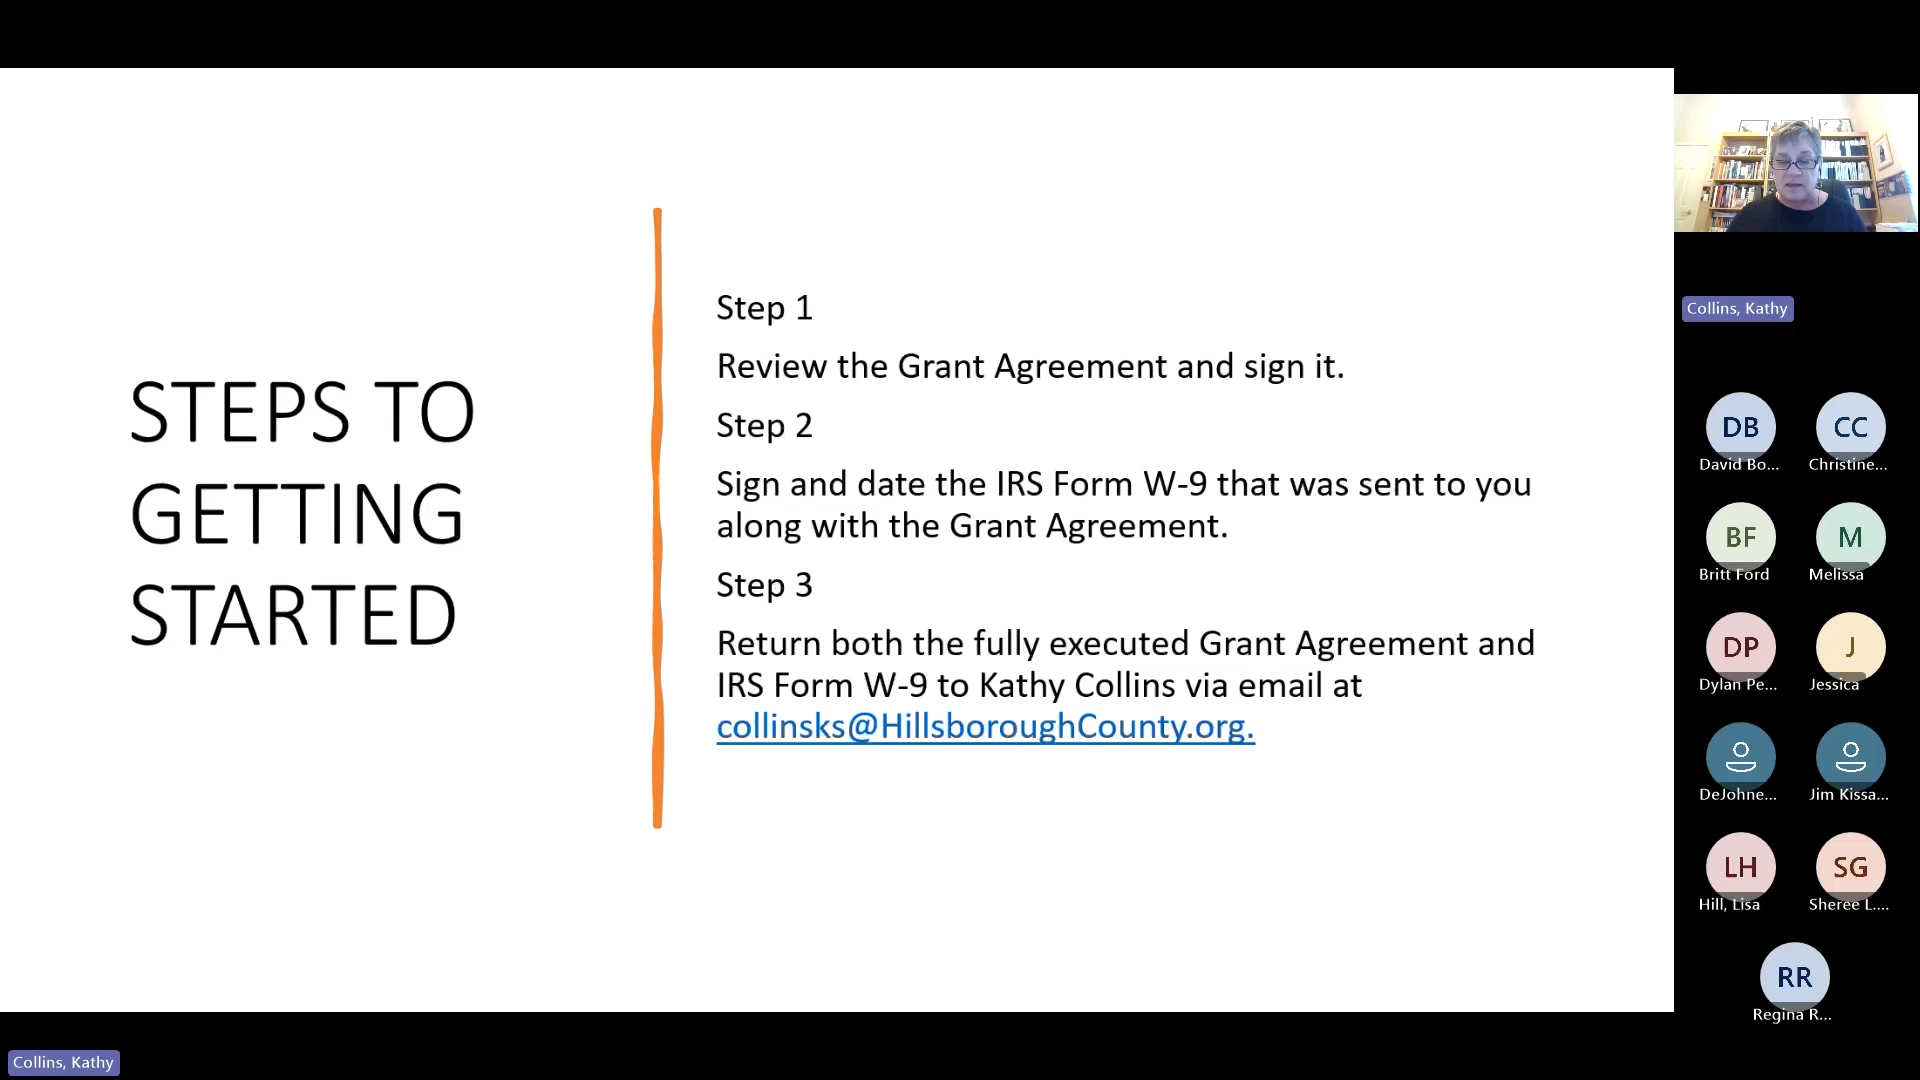 STEPS TO
GETTING
STARTED
Step 1
Review the Grant Agreement and sign it.
Step 2
Sign and date the IRS Form W-9 that was sent to you
along with the Grant Agreement.
Step 3
Return both the fully executed Grant Agreement and
IRS Form W-9 to Kathy Collins via email at
collinsks@HillsboroughCounty.org.
Collins, Kathy
DB
David Bo...
CC
Christine...
BF
Britt Ford
M
Melissa
DP
Dylan Pe...
J
Jessica
DeJohne...
Jim Kissa...
LH
Hill, Lisa
SG
Sheree L....
RR
Regina R...
Collins, Kathy